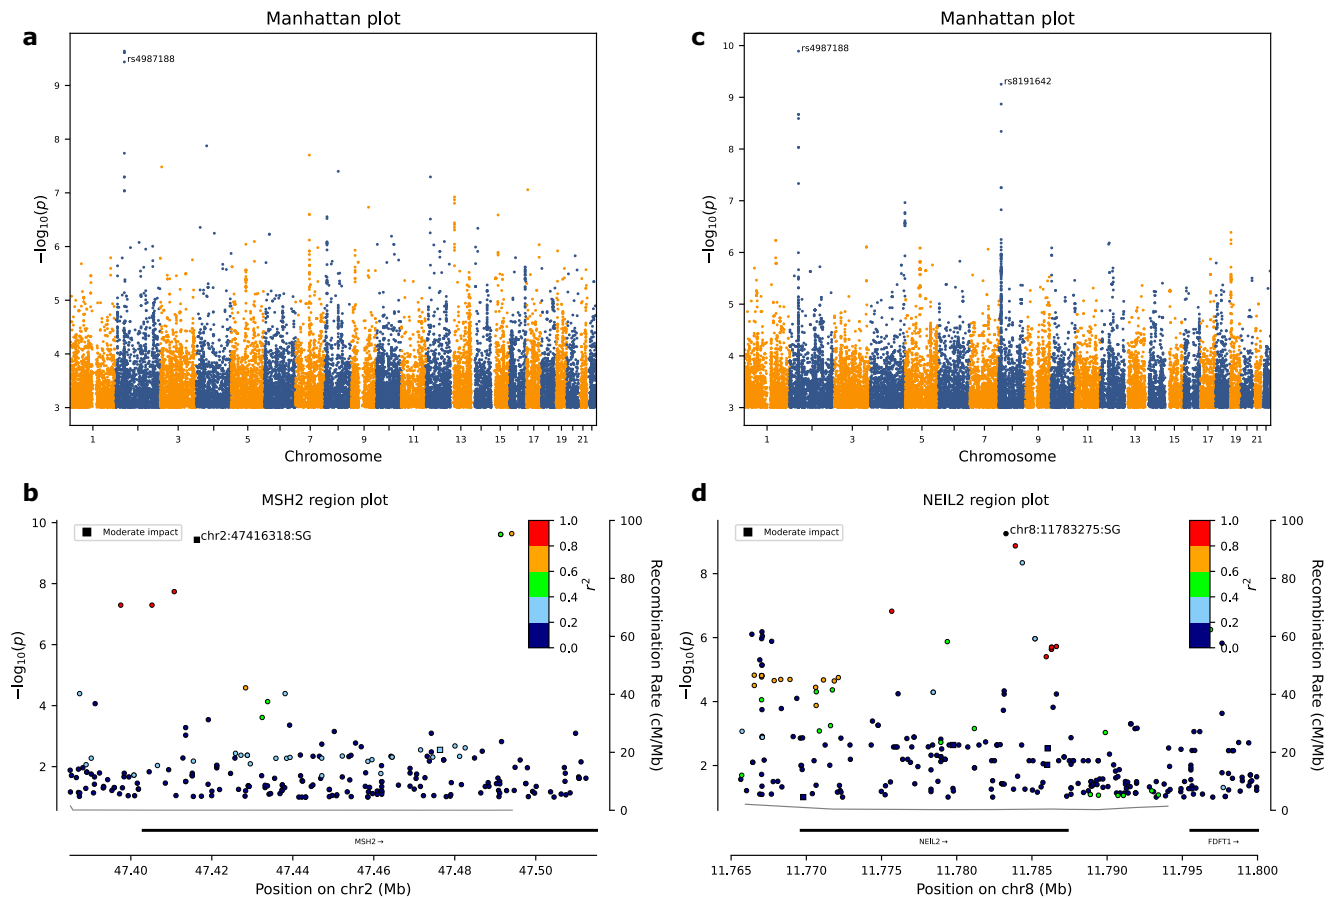 a
Manhattan plot
rs4987188
9
8
7
6
5
4
3
−log10(p)
1
3
5
7
9
11
13
15
17
19
21
Chromosome
c
Manhattan plot
rs4987188
rs8191642
10
9
8
7
6
5
4
3
−log10(p)
1
3
5
7
9
11
13
15
17
19
21
Chromosome
b
MSH2 region plot
Moderate impact
chr2:47416318:SG
10
8
6
4
2
−log10(p)
1.0
0.8
0.6
0.4
0.2
0.0
r2
100
80
60
40
20
0
Recombination Rate (cM/Mb)
MSH2→
47.40
47.42
47.44
47.46
47.48
47.50
Position on chr2 (Mb)
d
NEIL2 region plot
Moderate impact
chr8:11783275:SG
8
6
4
2
−log10(p)
1.0
0.8
0.6
0.4
0.2
0.0
r2
100
80
60
40
20
0
Recombination Rate (cM/Mb)
NEIL2→
FDFT1→
11.765
11.770
11.775
11.780
11.785
11.790
11.795
11.800
Position on chr8 (Mb)